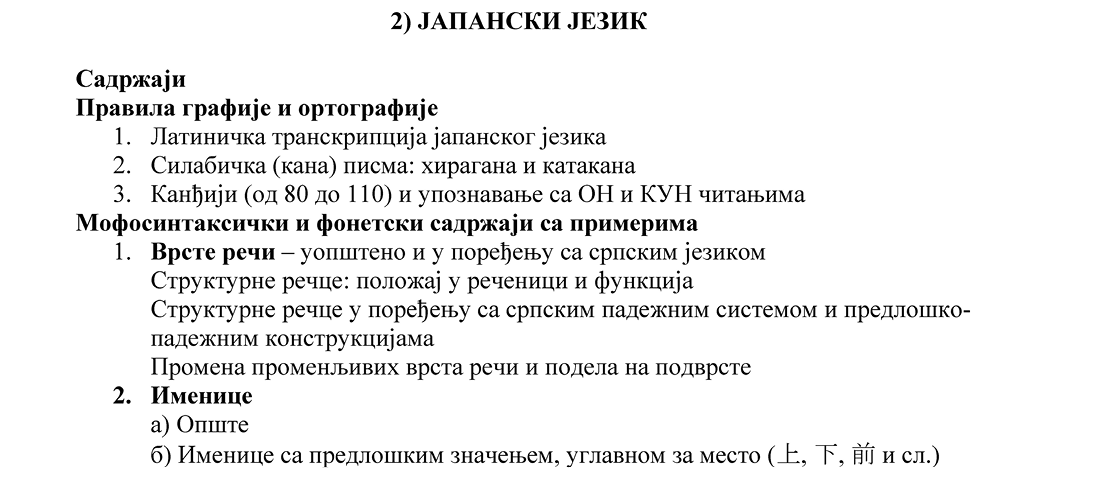 2) ЈАПАНСКИ ЈЕЗИК
Садржаји
Правила графије и ортографије
1. Латиничка транскрипција јапанског језика
2. Силабичка (кана) писма: хирагана и катакана
3. Канђији (од 80 до 110) и упознавање са ОН и КУН читањима
Мофосинтаксички и фонетски садржаји са примерима
1. Врсте речи – уопштено и у поређењу са српским језиком
Структурне речце: положај у реченици и функција
Структурне речце у поређењу са српским падежним системом и предлошко-
падежним конструкцијама
Промена променљивих врста речи и подела на подврсте
2. Именице
а) Опште
б) Именице са предлошким значењем, углавном за место (上, 下, 前 и сл.)